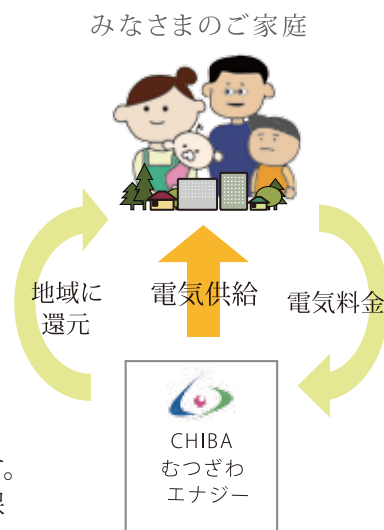 みなさまのご家庭
地域に
還元
電気供給
電気料金
CHIBA
むつざわ
エナジー
。